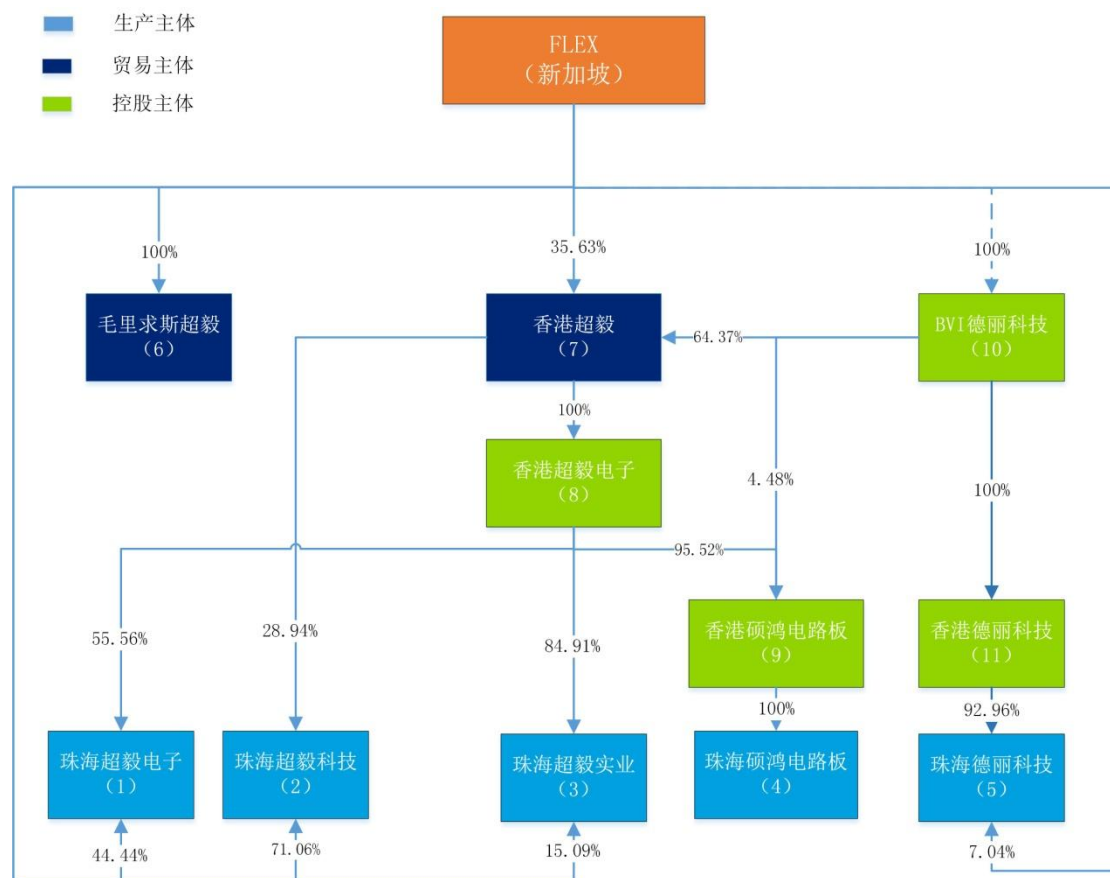 生产主体
贸易主体
控股主体
FLEX
（新加坡）
100%
35.63%
100%
毛里求斯超毅
（6）
香港超毅
（7）
64.37%
BVI德丽科技
（10）
100%
香港超毅电子
（8）
4.48%
100%
95.52%
55.56%
28.94%
84.91%
香港硕鸿电路板
（9）
香港德丽科技
（11）
100%
92.96%
珠海超毅电子
（1）
珠海超毅科技
（2）
珠海超毅实业
（3）
珠海硕鸿电路板
（4）
珠海德丽科技
（5）
44.44%
71.06%
15.09%
7.04%